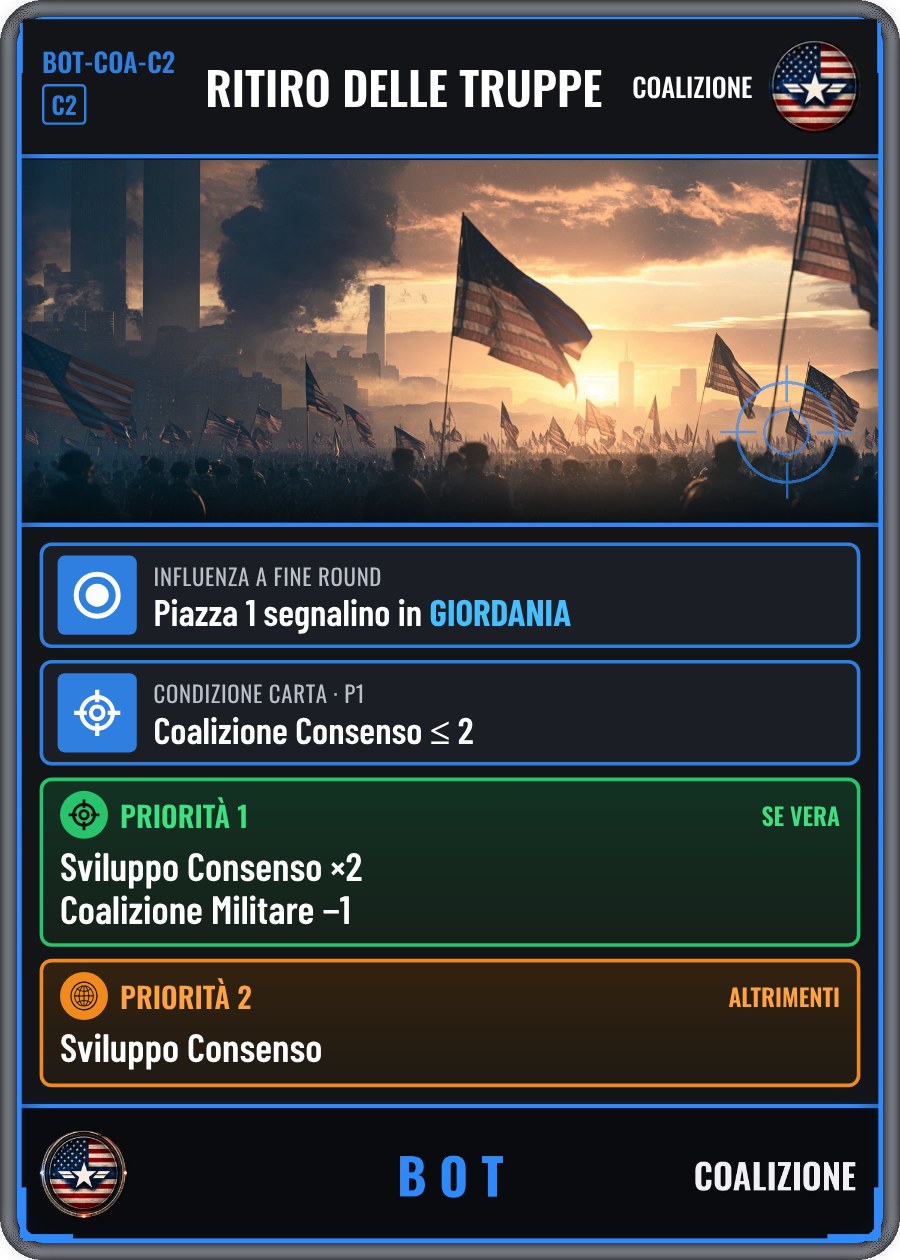 BOT-COA-C2
C2
RITIRO DELLE TRUPPE
COALIZIONE
INFLUENZA A FINE ROUND
Piazza 1 segnalino in GIORDANIA
CONDIZIONE CARTA · P1
Coalizione Consenso ≤ 2
PRIORITÀ 1
SE VERA
Sviluppo Consenso ×2
Coalizione Militare −1
PRIORITÀ 2
ALTRIMENTI
Sviluppo Consenso
BOT
COALIZIONE